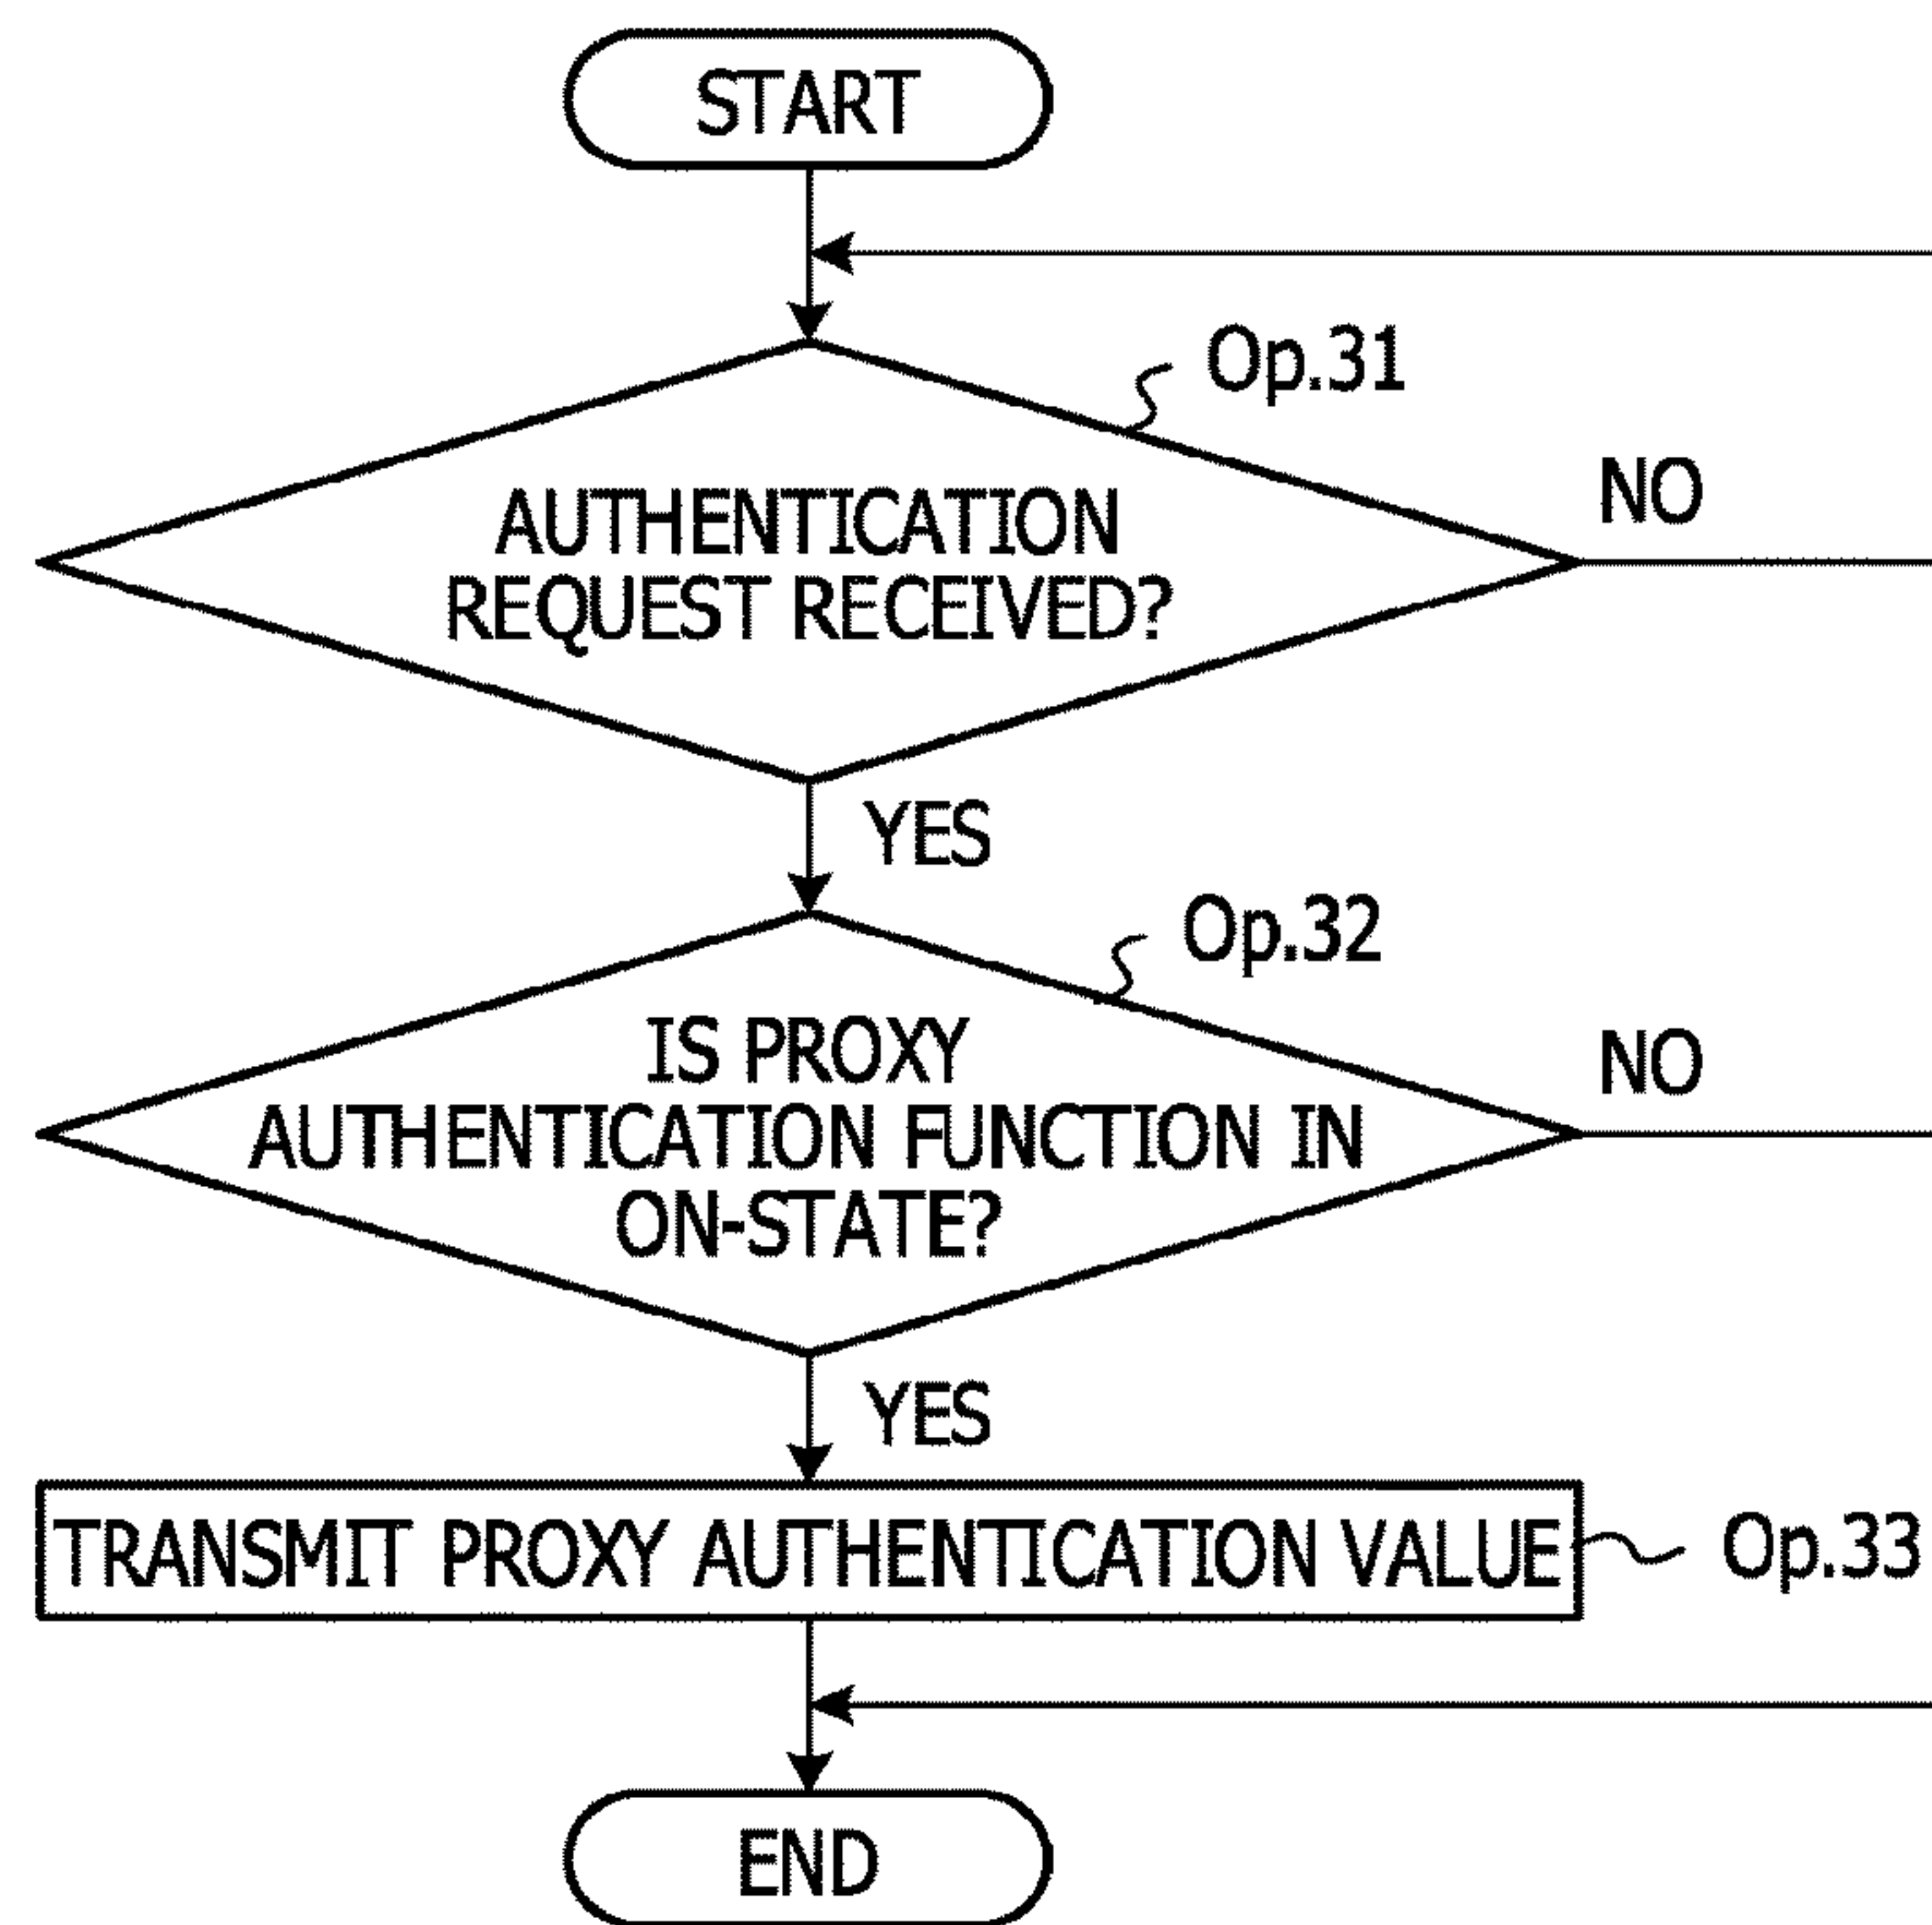 START
Op.31
NO
AUTHENTICATION
REQUEST RECEIVED?
YES
Op.32
IS PROXY
NO
AUTHENTICATION FUNCTION IN
ON-STATE?
YES
TRANSMIT PROXY AUTHENTICATION VALUE
Op.33
END